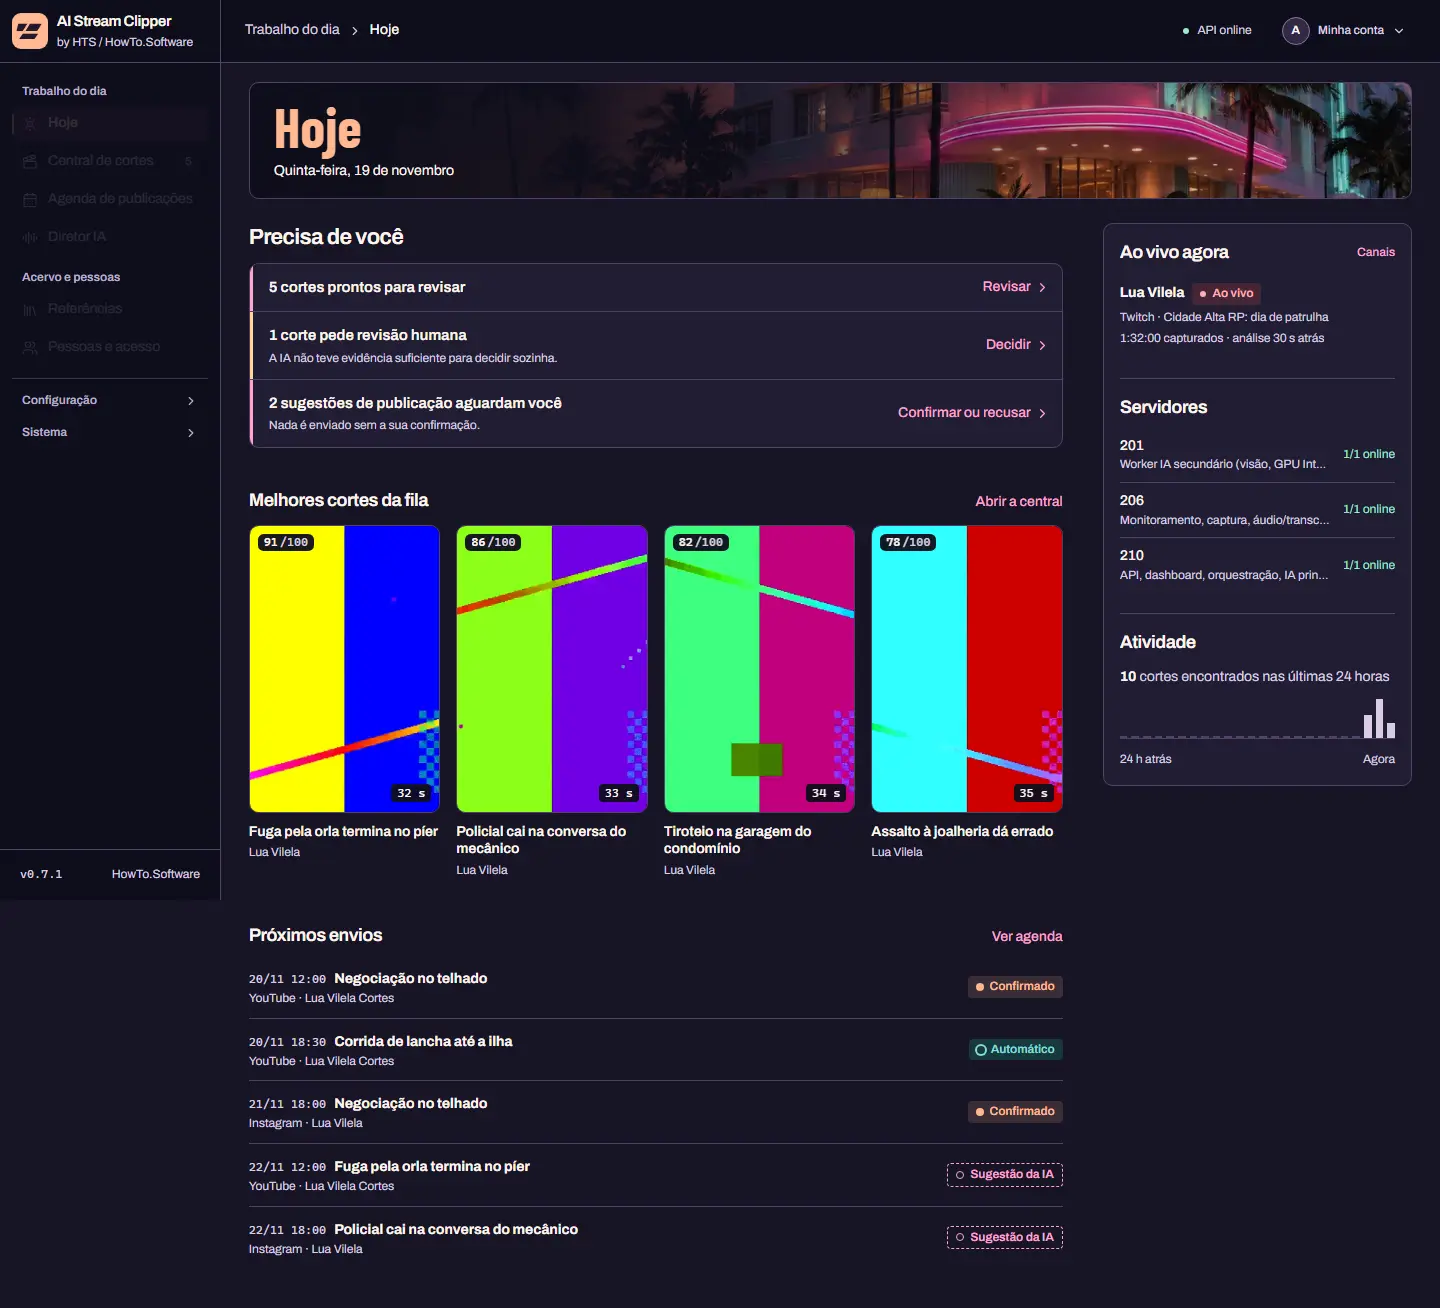 AI Stream Clipper
by HTS / HowTo.Software
Trabalho do dia
Hoje
Central de cortes 5
Agenda de publicações
Diretor IA
Acervo e pessoas
Referências
Pessoas e acesso
Configuração
Sistema
v0.7.1 HowTo.Software
Trabalho do dia > Hoje
API online
A Minha conta
Hoje
Quinta-feira, 19 de novembro
Precisa de você
5 cortes prontos para revisar
Revisar
1 corte pede revisão humana
A IA não teve evidência suficiente para decidir sozinha.
Decidir
2 sugestões de publicação aguardam você
Nada é enviado sem a sua confirmação.
Confirmar ou recusar
Melhores cortes da fila
Abrir a central
91/100
32 s
Fuga pela orla termina no píer
Lua Vilela
86/100
33 s
Policial cai na conversa do
mecânico
Lua Vilela
82/100
34 s
Tiroteio na garagem do
condomínio
Lua Vilela
78/100
35 s
Assalto à joalheria dá errado
Lua Vilela
Próximos envios
Ver agenda
20/11 12:00 Negociação no telhado
YouTube · Lua Vilela Cortes
Confirmado
20/11 18:30 Corrida de lancha até a ilha
YouTube · Lua Vilela Cortes
Automático
21/11 18:00 Negociação no telhado
Instagram · Lua Vilela
Confirmado
22/11 12:00 Fuga pela orla termina no píer
YouTube · Lua Vilela Cortes
Sugestão da IA
22/11 18:00 Policial cai na conversa do mecânico
Instagram · Lua Vilela
Sugestão da IA
Ao vivo agora
Canais
Lua Vilela Ao vivo
Twitch · Cidade Alta RP: dia de patrulha
1:32:00 capturados · análise 30 s atrás
Servidores
201
Worker IA secundário (visão, GPU Int...
1/1 online
206
Monitoramento, captura, áudio/transc...
1/1 online
210
API, dashboard, orquestração, IA prin...
1/1 online
Atividade
10 cortes encontrados nas últimas 24 horas
24 h atrás
Agora